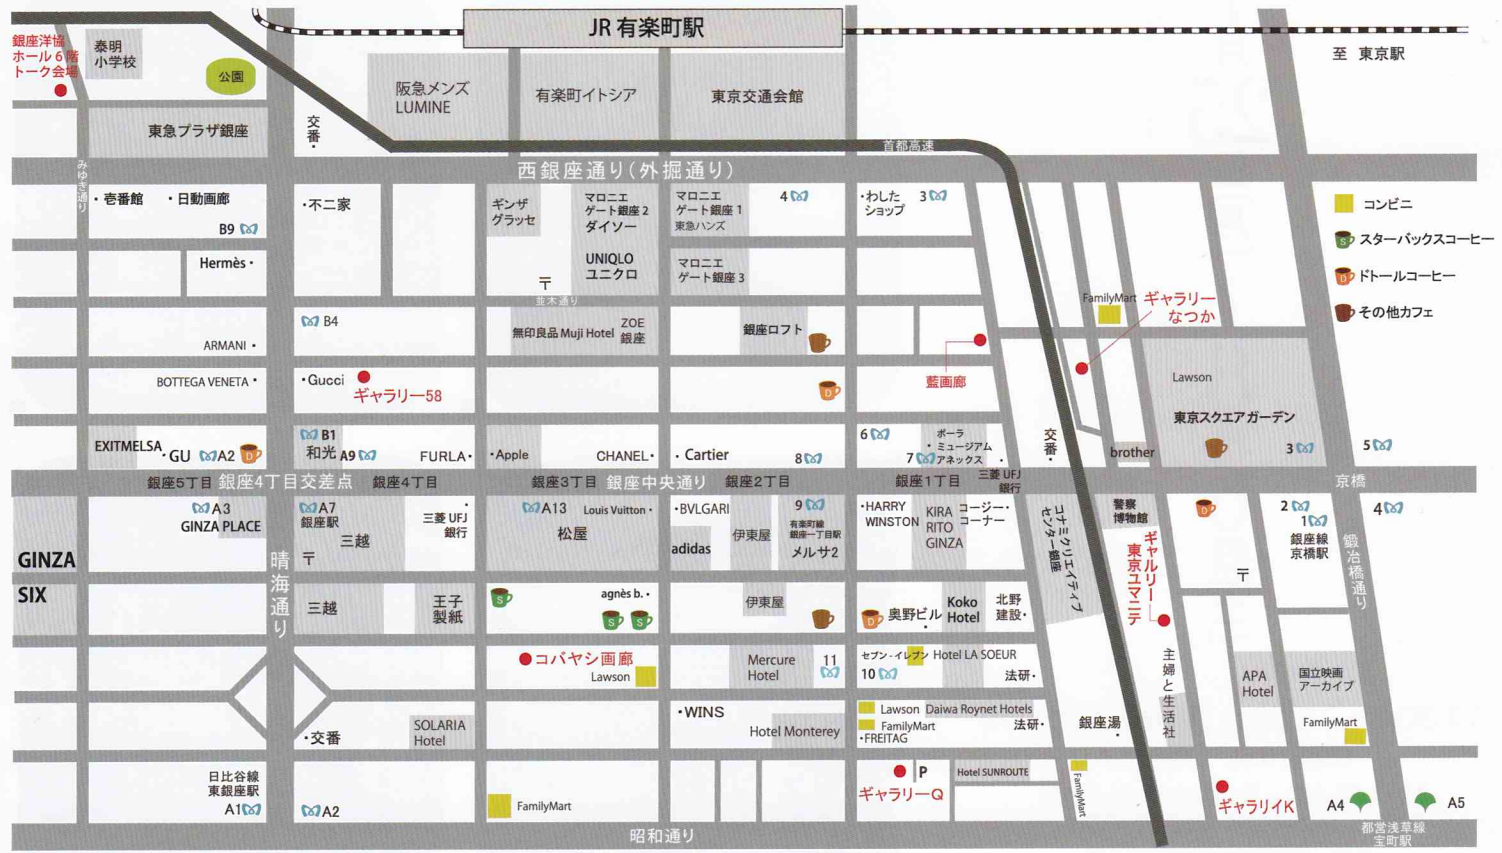 JR 有楽町駅
至 東京駅
銀座洋協
ホール6階
トーク会場
泰明
小学校
公園
阪急メンズ
LUMINE
有楽町イトシア
東京交通会館
東急プラザ銀座
交番・
首都高速
西銀座通り(外掘通り)
みゆき通り
・壱番館
・日動画廊
B9
・不二家
ギンザ
グラッセ
マロニエ
ゲート銀座 2
ダイソー
UNIQLO
ユニクロ
マロニエ
ゲート銀座 1
東急ハンズ
4
・わした
ショップ
3
コンビニ
スターバックスコーヒー
ドトールコーヒー
その他カフェ
Hermès・
〒
マロニエ
ゲート銀座 3
並木通り
FamilyMart
ギャラリー
なつか
B4
無印良品 Muji Hotel
ZOE
銀座
銀座ロフト
ARMANI・
BOTTEGA VENETA・
・Gucci
ギャラリー58
D
藍画廊
Lawson
東京スクエアガーデン
EXITMELSA
・GU
A2
D
B1
和光
A9
FURLA・
・Apple
CHANEL・
・Cartier
8
6
7
ポーラ
・ミュージアム
アネックス
・
三菱 UFJ
銀行
交番・
brother
3
5
銀座5丁目
銀座4丁目交差点
銀座4丁目
銀座3丁目
銀座中央通り
銀座2丁目
銀座1丁目
京橋
A3
GINZA PLACE
A7
銀座駅
〒
三越
・
三菱 UFJ
銀行
A13
Louis Vuitton・
松屋
・BVLGARI
adidas
伊東屋
9
有楽町線
銀座一丁目駅
メルサ2
・HARRY
WINSTON
KIRA
RITO
GINZA
コージー・
コーナー
コナミクリエイティブ
センター銀座
警察
博物館
ギャルリー
東京ユマニテ
D
〒
2
1
銀座線
京橋駅
4
鍛冶橋通り
GINZA
SIX
晴海通り
三越
王子
製紙
S
agnès b.・
S
S
伊東屋
D
奥野ビル
・
Koko
Hotel
北野
建設・
コバヤシ画廊
Lawson
Mercure
Hotel
11
セブン-イレブン
Hotel LA SOEUR
10
法研・
主婦と生活社
APA
Hotel
国立映画
アーカイブ
FamilyMart
・交番
SOLARIA
Hotel
・WINS
Hotel Monterey
Lawson
Daiwa Roynet Hotels
FamilyMart
法研・
・FREITAG
銀座湯
・
日比谷線
東銀座駅
A1
A2
FamilyMart
P
ギャラリーQ
Hotel SUNROUTE
FamilyMart
ギャラリイK
A4
A5
昭和通り
都営浅草線
宝町駅